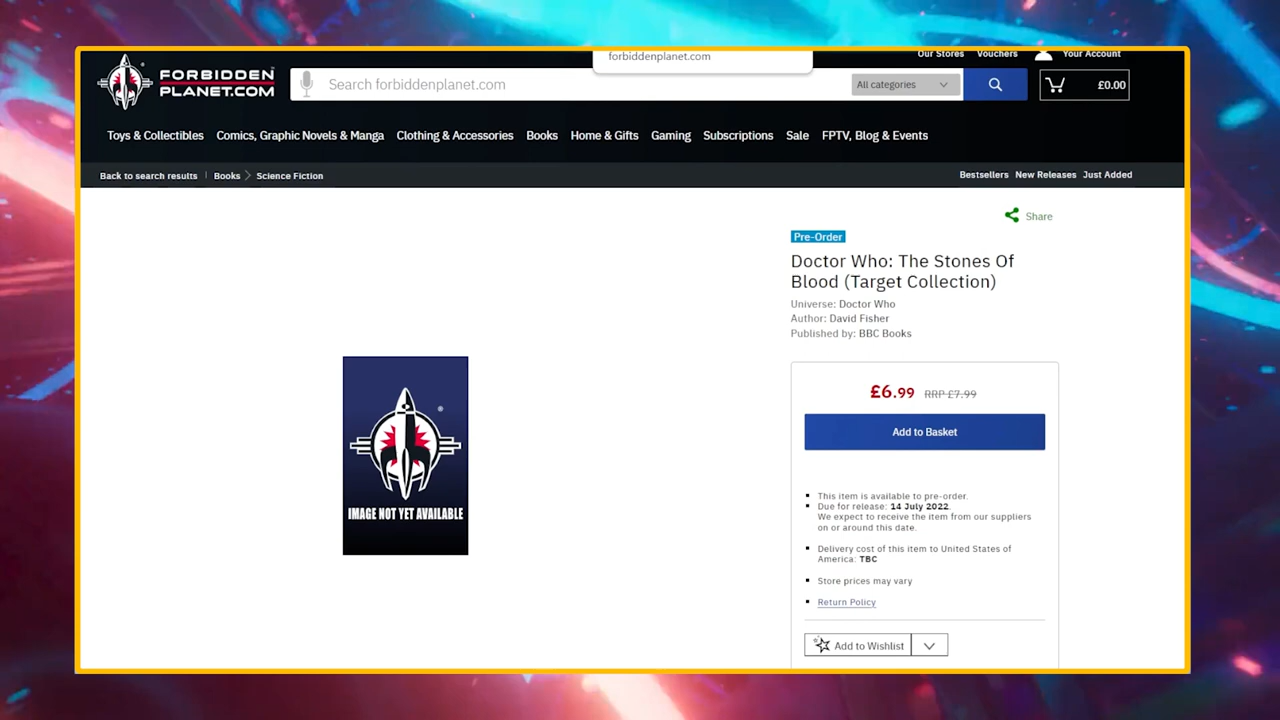 forbiddenplanet.com
Our Stores Vouchers Your Account
FORBIDDEN
PLANET.COM
Search forbiddenplanet.com
All categories
£0.00
Toys & Collectibles Comics, Graphic Novels & Manga Clothing & Accessories Books Home & Gifts Gaming Subscriptions Sale FPTV, Blog & Events
Back to search results Books Science Fiction
Bestsellers New Releases Just Added
Share
Pre-Order
Doctor Who: The Stones Of
Blood (Target Collection)
Universe: Doctor Who
Author: David Fisher
Published by: BBC Books
£6.99 RRP £7.99
Add to Basket
This item is available to pre-order.
Due for release: 14 July 2022.
We expect to receive the item from our suppliers
on or around this date.
Delivery cost of this item to United States of
America: TBC
Store prices may vary
Return Policy
Add to Wishlist
IMAGE NOT YET AVAILABLE